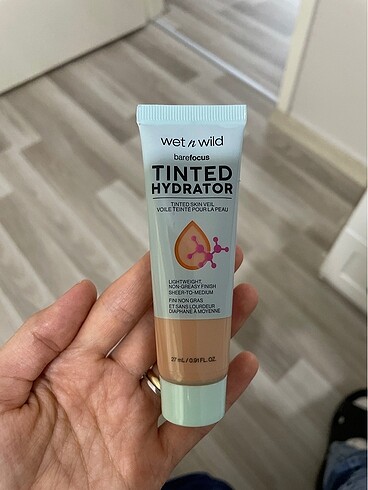 wet n wild
barefocus
TINTED
HYDRATOR
TINTED SKIN VEIL
VOILE TEINTÉ POUR LA PEAU
LIGHTWEIGHT,
NON-GREASY FINISH
SHEER-TO-MEDIUM
FINI NON GRAS
ET SANS LOURDEUR
DIAPHANE À MOYENNE
27 mL / 0.91 FL. OZ.